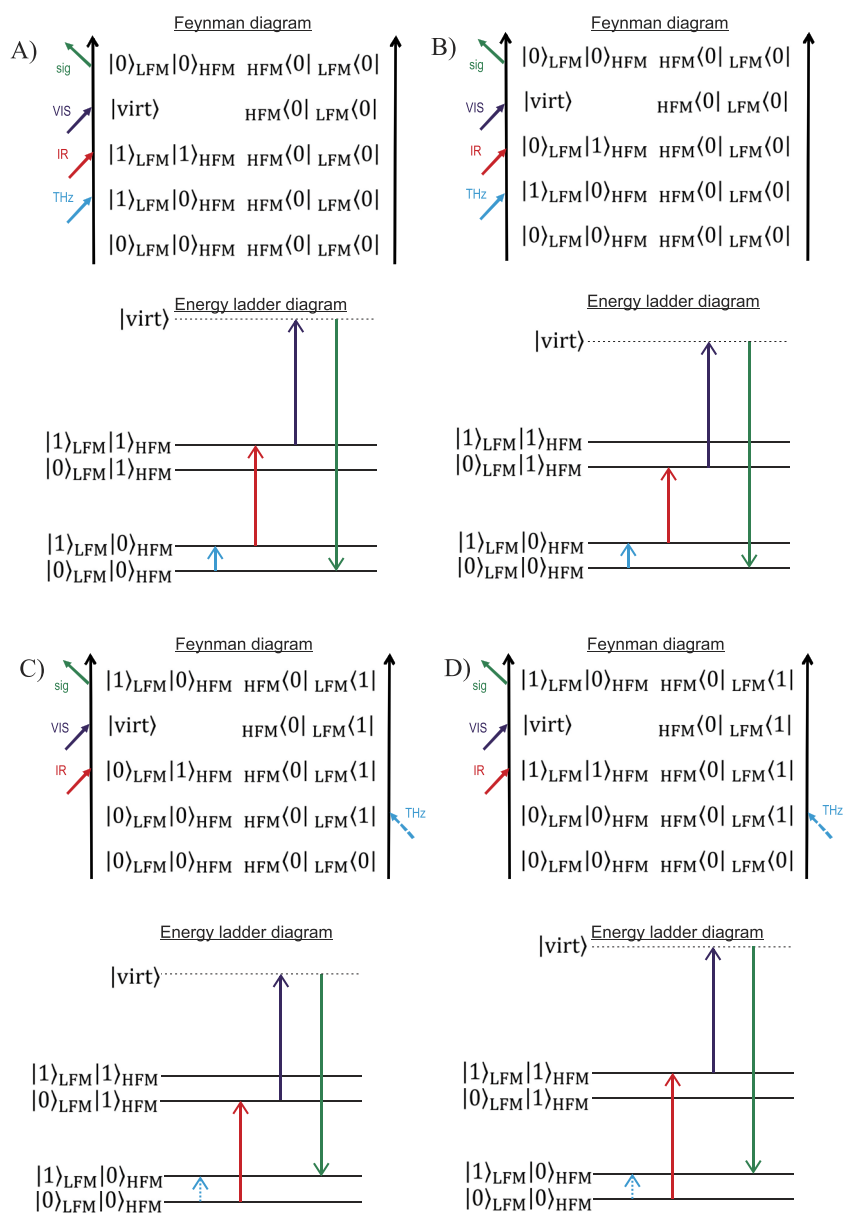 A)
Feynman diagram
sig |0⟩LFM|0⟩HFM HFM⟨0| LFM⟨0|
VIS |virt⟩ HFM⟨0| LFM⟨0|
IR |1⟩LFM|1⟩HFM HFM⟨0| LFM⟨0|
THz |1⟩LFM|0⟩HFM HFM⟨0| LFM⟨0|
|0⟩LFM|0⟩HFM HFM⟨0| LFM⟨0|
Energy ladder diagram
|virt⟩
|1⟩LFM|1⟩HFM
|0⟩LFM|1⟩HFM
|1⟩LFM|0⟩HFM
|0⟩LFM|0⟩HFM
B)
Feynman diagram
sig |0⟩LFM|0⟩HFM HFM⟨0| LFM⟨0|
VIS |virt⟩ HFM⟨0| LFM⟨0|
IR |0⟩LFM|1⟩HFM HFM⟨0| LFM⟨0|
THz |1⟩LFM|0⟩HFM HFM⟨0| LFM⟨0|
|0⟩LFM|0⟩HFM HFM⟨0| LFM⟨0|
Energy ladder diagram
|virt⟩
|1⟩LFM|1⟩HFM
|0⟩LFM|1⟩HFM
|1⟩LFM|0⟩HFM
|0⟩LFM|0⟩HFM
C)
Feynman diagram
sig |1⟩LFM|0⟩HFM HFM⟨0| LFM⟨1|
VIS |virt⟩ HFM⟨0| LFM⟨1|
IR |0⟩LFM|1⟩HFM HFM⟨0| LFM⟨1|
|0⟩LFM|0⟩HFM HFM⟨0| LFM⟨1| THz
|0⟩LFM|0⟩HFM HFM⟨0| LFM⟨0|
Energy ladder diagram
|virt⟩
|1⟩LFM|1⟩HFM
|0⟩LFM|1⟩HFM
|1⟩LFM|0⟩HFM
|0⟩LFM|0⟩HFM
D)
Feynman diagram
sig |1⟩LFM|0⟩HFM HFM⟨0| LFM⟨1|
VIS |virt⟩ HFM⟨0| LFM⟨1|
IR |1⟩LFM|1⟩HFM HFM⟨0| LFM⟨1|
|0⟩LFM|0⟩HFM HFM⟨0| LFM⟨1| THz
|0⟩LFM|0⟩HFM HFM⟨0| LFM⟨0|
Energy ladder diagram
|virt⟩
|1⟩LFM|1⟩HFM
|0⟩LFM|1⟩HFM
|1⟩LFM|0⟩HFM
|0⟩LFM|0⟩HFM